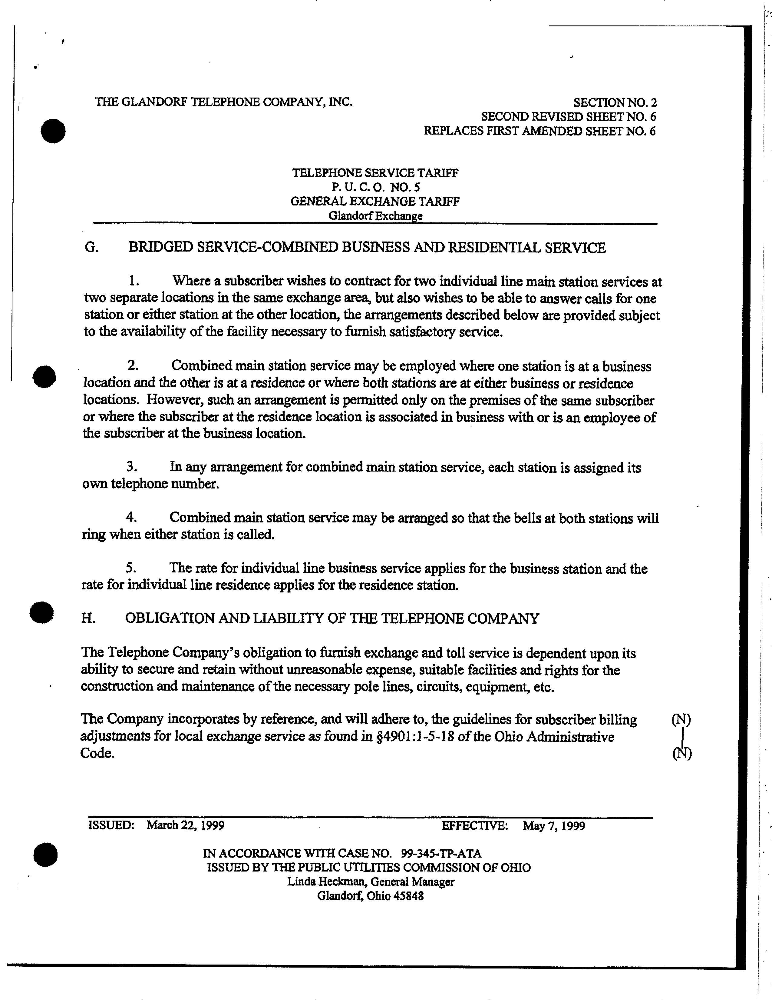 THE GLANDORF TELEPHONE COMPANY, INC.
SECTION NO. 2
SECOND REVISED SHEET NO. 6
REPLACES FIRST AMENDED SHEET NO. 6
TELEPHONE SERVICE TARIFF
P. U. C. O. NO. 5
GENERAL EXCHANGE TARIFF
Glandorf Exchange
G. BRIDGED SERVICE-COMBINED BUSINESS AND RESIDENTIAL SERVICE
1. Where a subscriber wishes to contract for two individual line main station services at
two separate locations in the same exchange area, but also wishes to be able to answer calls for one
station or either station at the other location, the arrangements described below are provided subject
to the availability of the facility necessary to furnish satisfactory service.
2. Combined main station service may be employed where one station is at a business
location and the other is at a residence or where both stations are at either business or residence
locations. However, such an arrangement is permitted only on the premises of the same subscriber
or where the subscriber at the residence location is associated in business with or is an employee of
the subscriber at the business location.
3. In any arrangement for combined main station service, each station is assigned its
own telephone number.
4. Combined main station service may be arranged so that the bells at both stations will
ring when either station is called.
5. The rate for individual line business service applies for the business station and the
rate for individual line residence applies for the residence station.
H. OBLIGATION AND LIABILITY OF THE TELEPHONE COMPANY
The Telephone Company's obligation to furnish exchange and toll service is dependent upon its
ability to secure and retain without unreasonable expense, suitable facilities and rights for the
construction and maintenance of the necessary pole lines, circuits, equipment, etc.
The Company incorporates by reference, and will adhere to, the guidelines for subscriber billing (N)
adjustments for local exchange service as found in §4901:1-5-18 of the Ohio Administrative
Code. (N)
ISSUED: March 22, 1999 EFFECTIVE: May 7, 1999
IN ACCORDANCE WITH CASE NO. 99-345-TP-ATA
ISSUED BY THE PUBLIC UTILITIES COMMISSION OF OHIO
Linda Heckman, General Manager
Glandorf, Ohio 45848